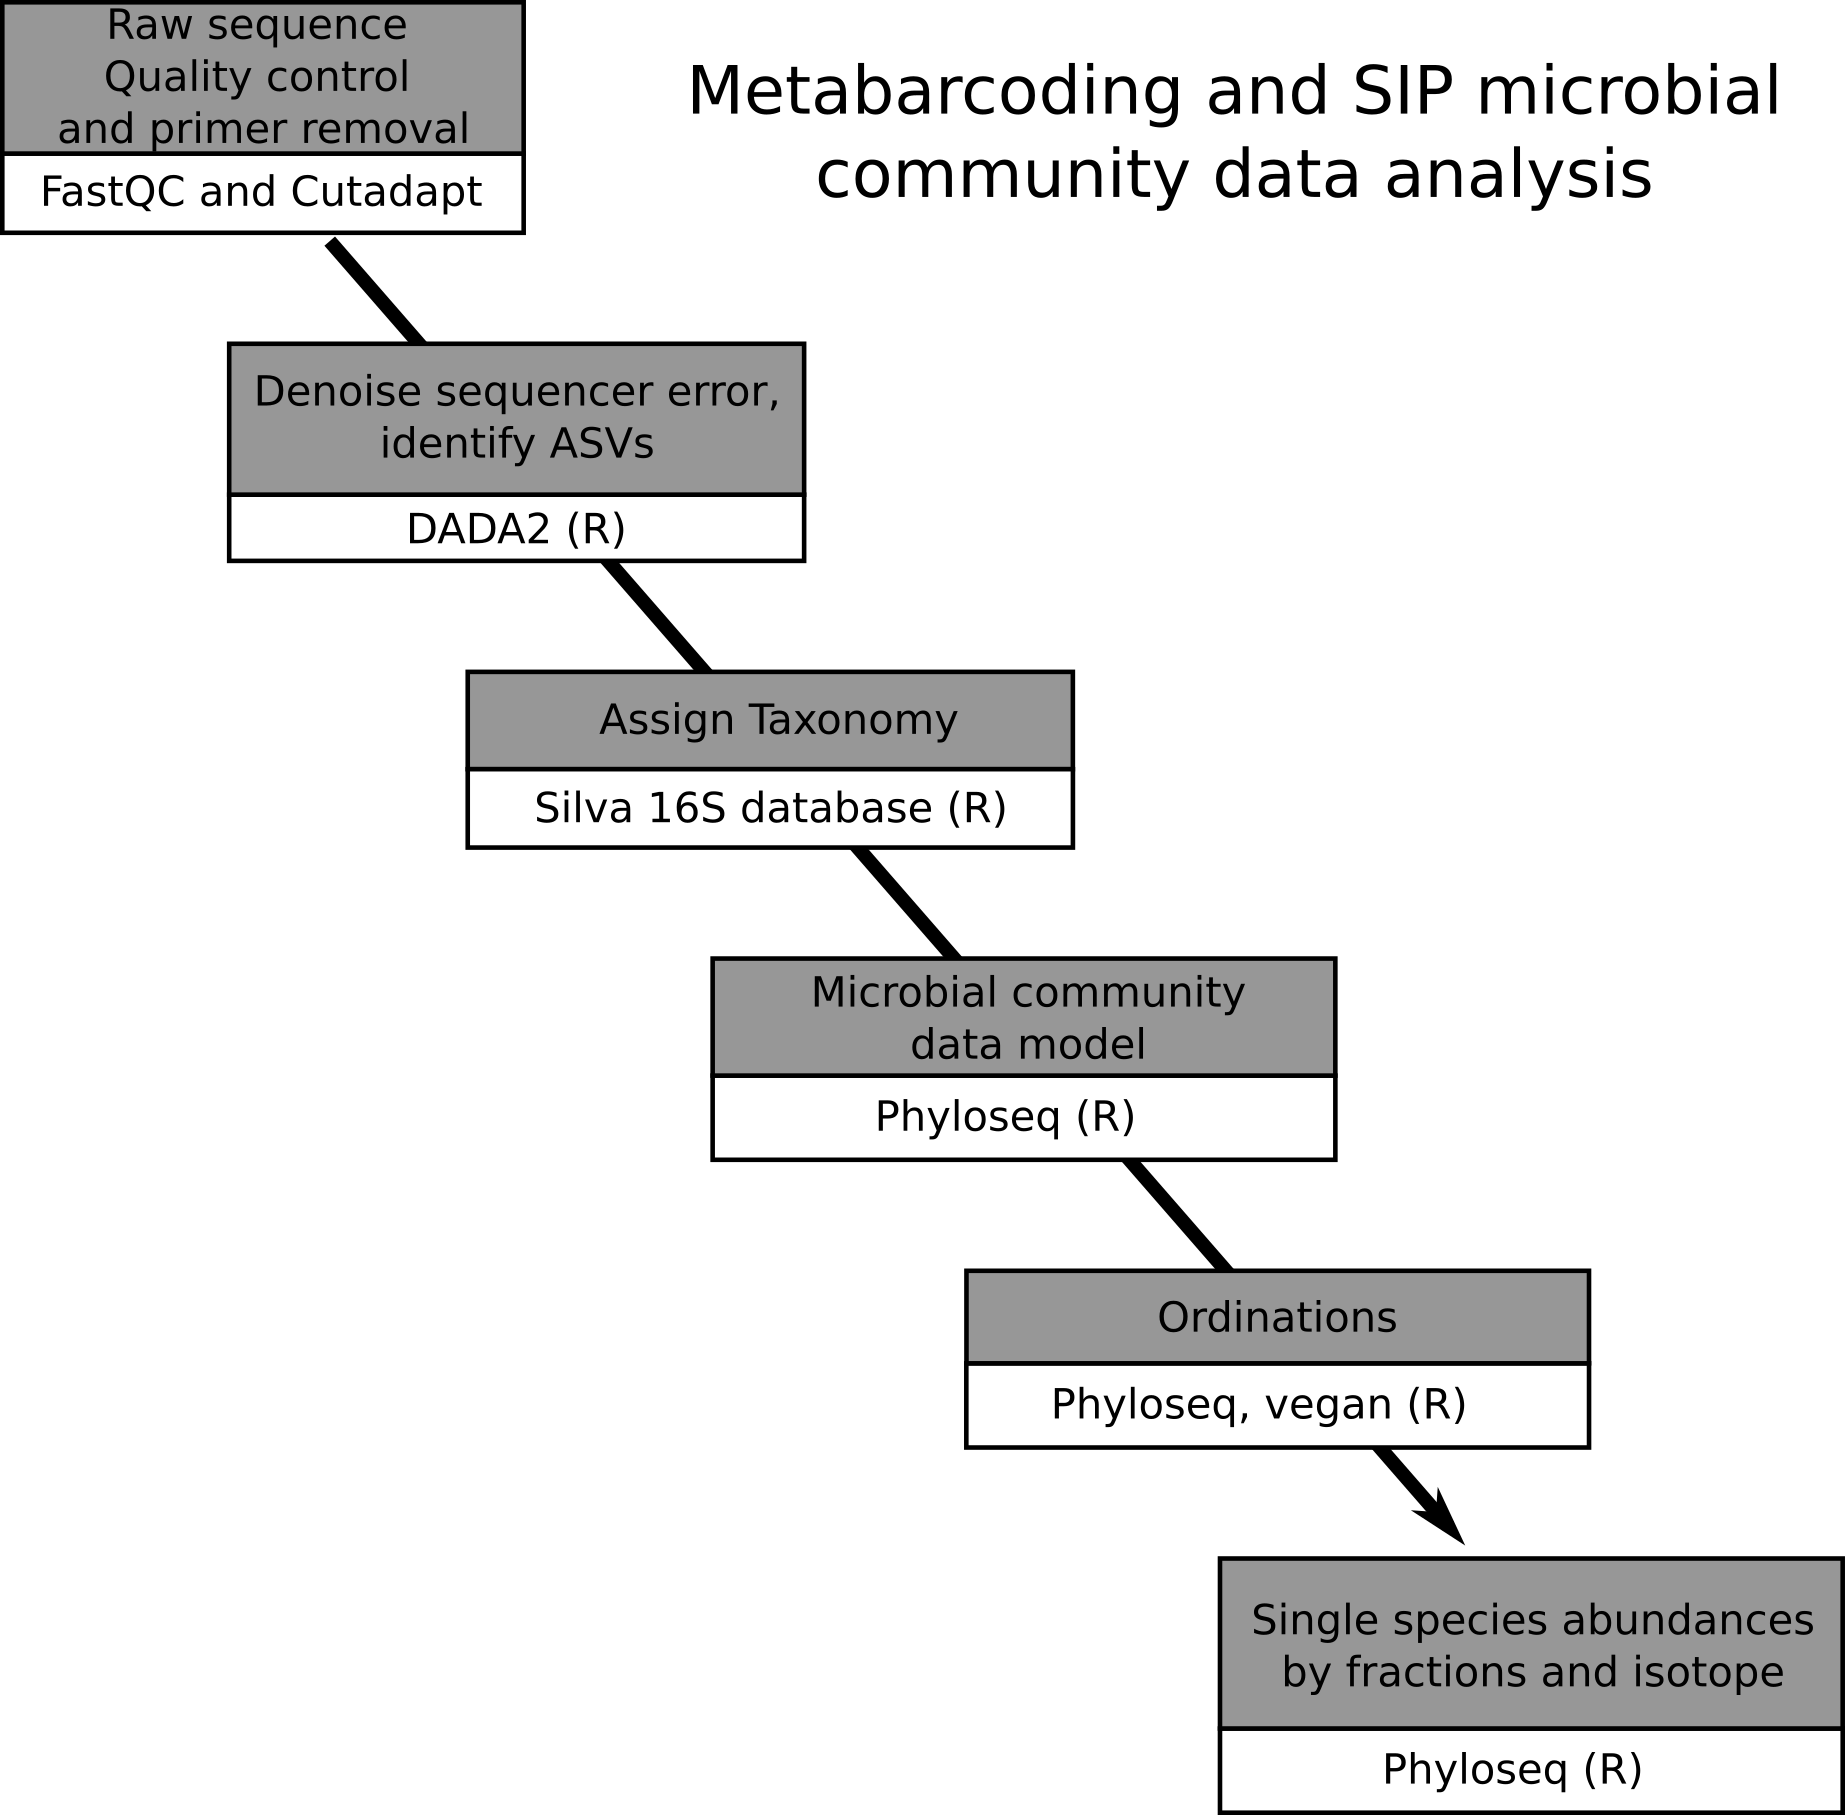 Raw sequence
Quality control
and primer removal
FastQC and Cutadapt
Metabarcoding and SIP microbial
community data analysis
Denoise sequencer error,
identify ASVs
DADA2 (R)
Assign Taxonomy
Silva 16S database (R)
Microbial community
data model
Phyloseq (R)
Ordinations
Phyloseq, vegan (R)
Single species abundances
by fractions and isotope
Phyloseq (R)